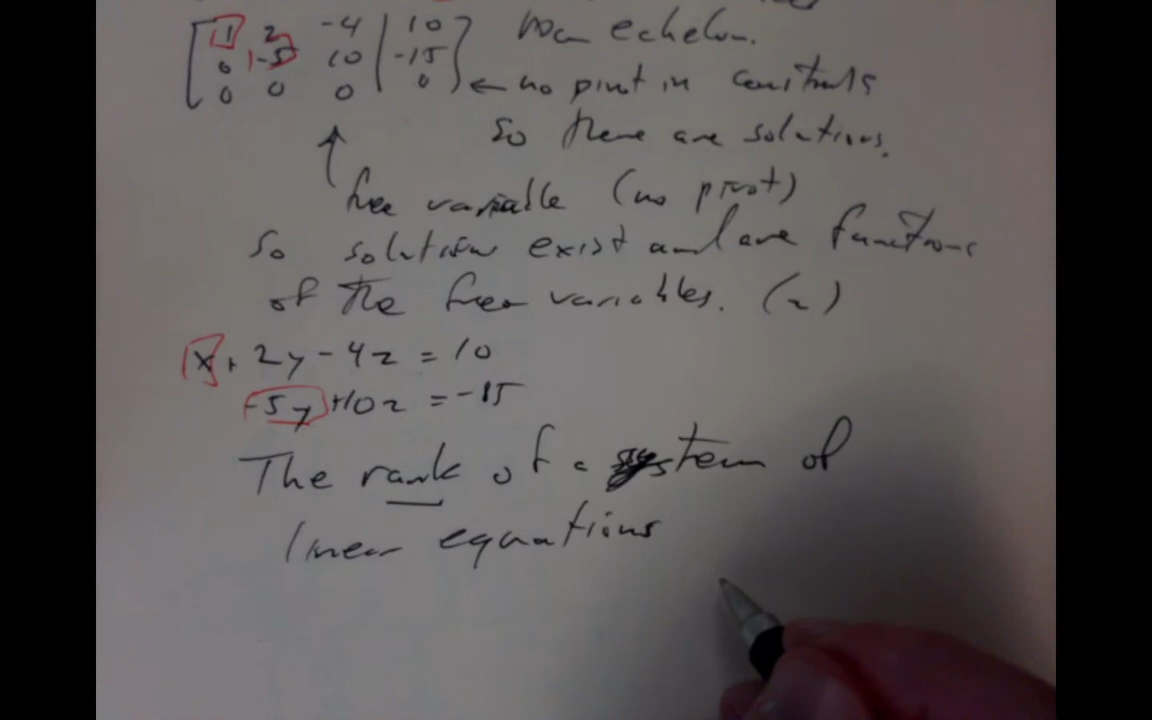 [ 1 2 -4 | 10 ] row echelon.
0 -5 10 | -15
0 0 0 | 0 ← no pivot in constants
so there are solutions.
↑ free variable (no pivot)
So solutions exist and are functions
of the free variables. (z)
x + 2y - 4z = 10
-5y + 10z = -15
The rank of a system of
linear equations